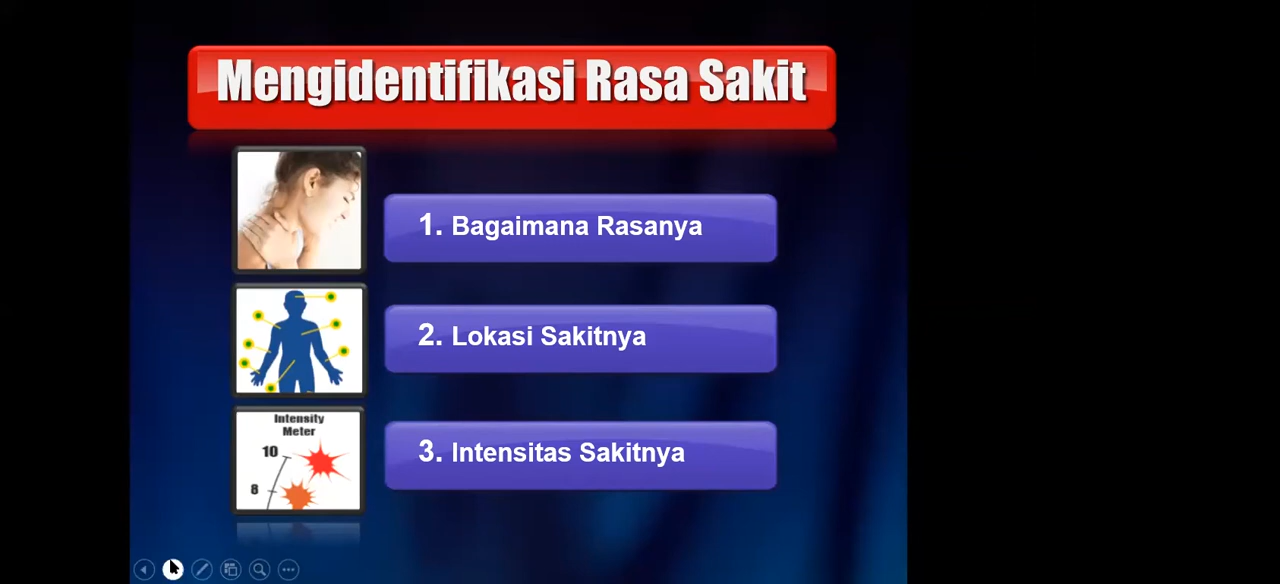 Mengidentifikasi Rasa Sakit
1. Bagaimana Rasanya
2. Lokasi Sakitnya
Intensity
Meter
10
8
3. Intensitas Sakitnya